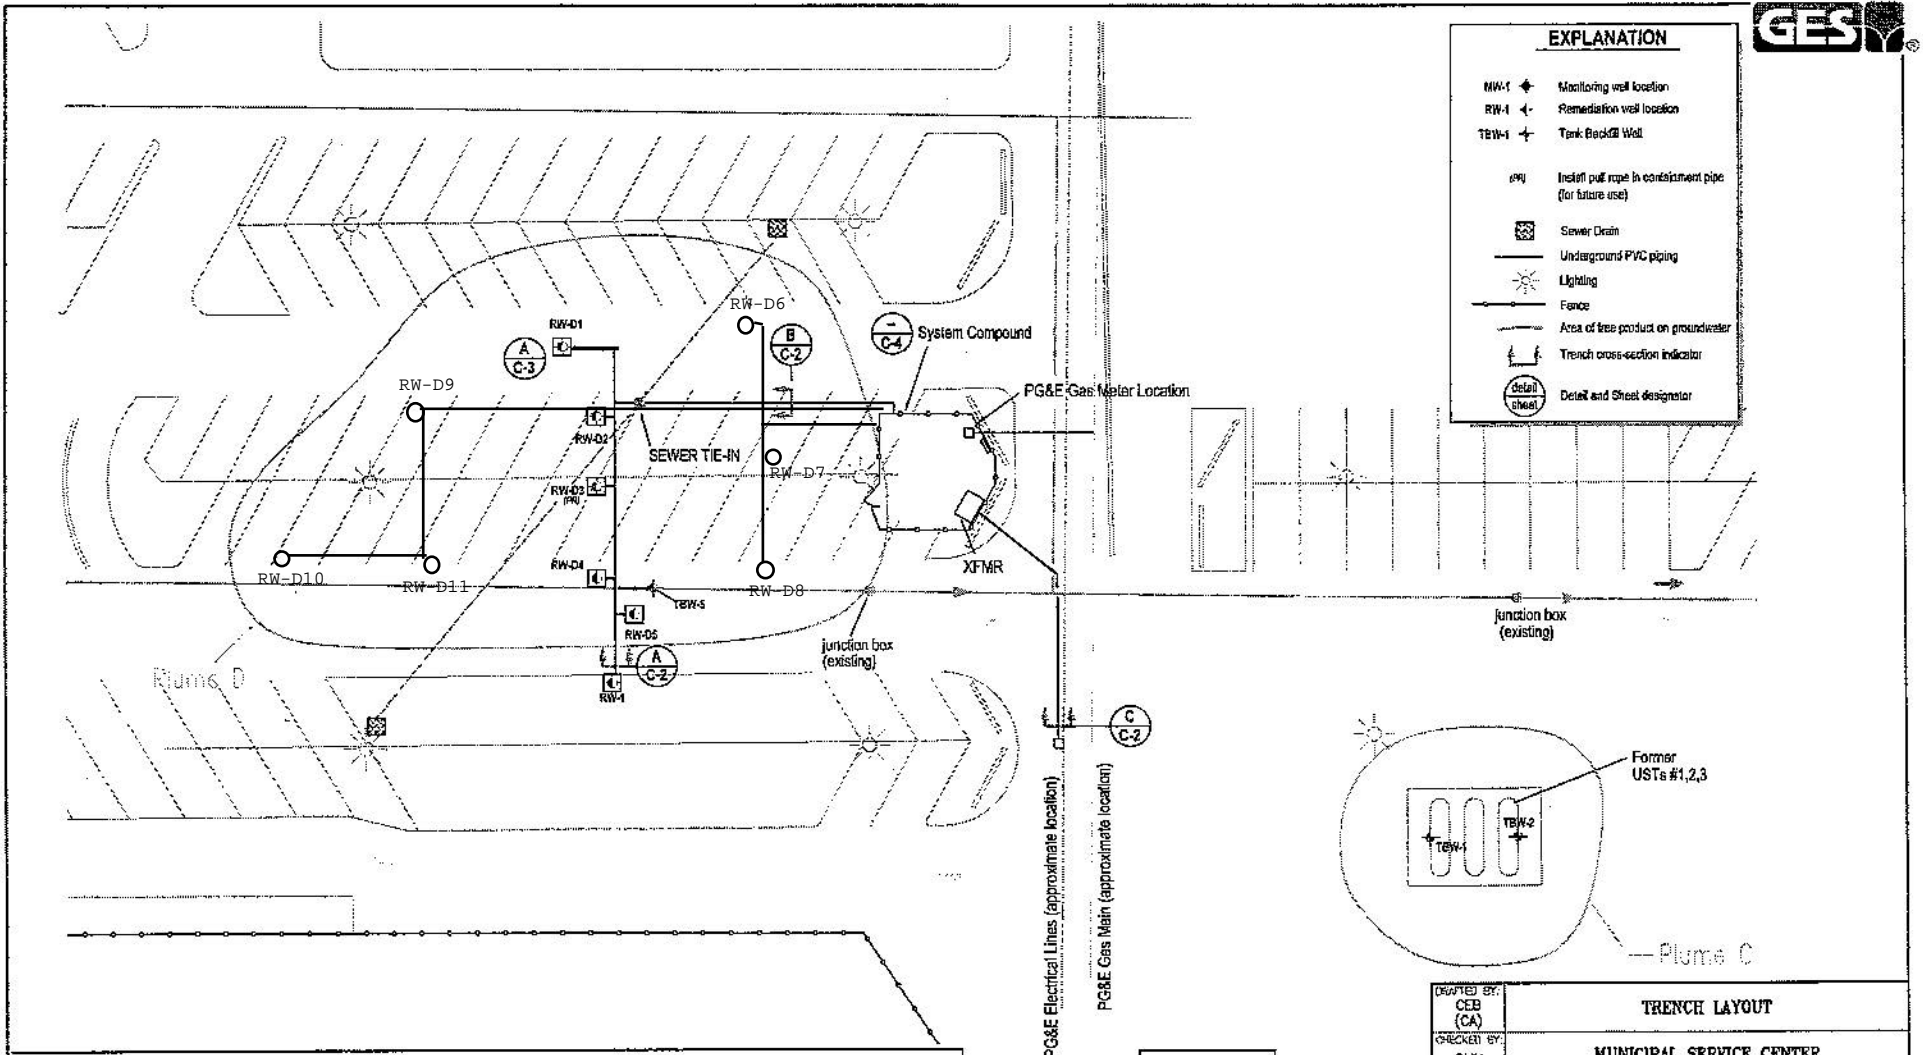 GES
®
EXPLANATION
MW-1 Monitoring well location
RW-1 Remediation well location
TBW-1 Tank Backfill Well
(PR) Install pull rope in containment pipe
(for future use)
Sewer Drain
Underground PVC piping
Lighting
Fence
Area of free product on groundwater
Trench cross-section indicator
detail
sheet
Detail and Sheet designator
RW-D6
RW-D1
A
C-3
B
C-2
C-4
System Compound
RW-D9
PG&E Gas Meter Location
RW-D2
SEWER TIE-IN
RW-D7
RW-D3
(PR)
RW-D4
XFMR
RW-D10
RW-D11
RW-D8
TBW-5
RW-D5
junction box
(existing)
junction box
(existing)
A
C-2
Plume D
RW-1
C
C-2
PG&E Electrical Lines (approximate location)
PG&E Gas Main (approximate location)
Former
USTs #1,2,3
TBW-2
TBW-1
Plume C
DRAFTED BY:
CEB
(CA)
TRENCH LAYOUT
CHECKED BY:
MUNICIPAL SERVICE CENTER